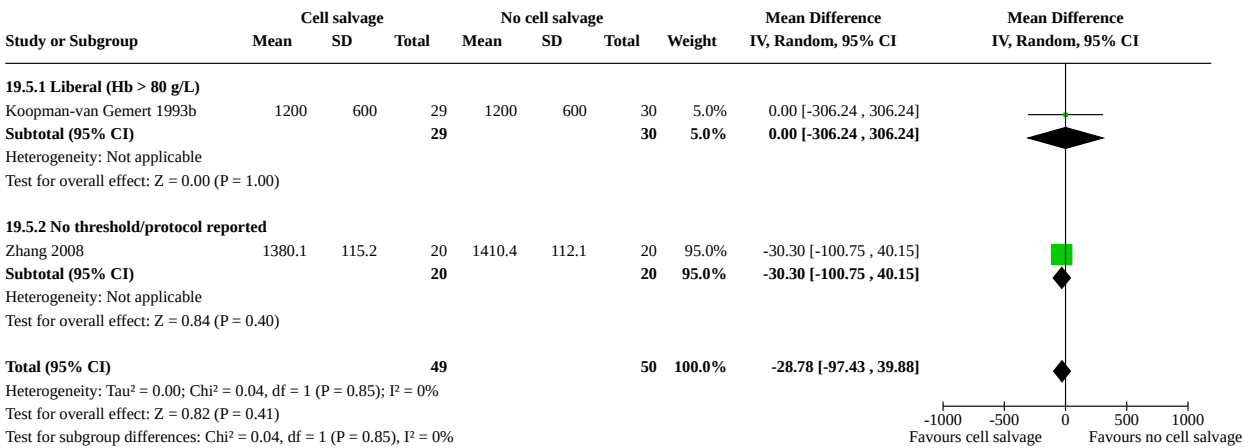 Cell salvage No cell salvage Mean Difference Mean Difference
Study or Subgroup Mean SD Total Mean SD Total Weight IV, Random, 95% CI IV, Random, 95% CI
19.5.1 Liberal (Hb > 80 g/L)
Koopman-van Gemert 1993b 1200 600 29 1200 600 30 5.0% 0.00 [-306.24 , 306.24]
Subtotal (95% CI) 29 30 5.0% 0.00 [-306.24 , 306.24]
Heterogeneity: Not applicable
Test for overall effect: Z = 0.00 (P = 1.00)
19.5.2 No threshold/protocol reported
Zhang 2008 1380.1 115.2 20 1410.4 112.1 20 95.0% -30.30 [-100.75 , 40.15]
Subtotal (95% CI) 20 20 95.0% -30.30 [-100.75 , 40.15]
Heterogeneity: Not applicable
Test for overall effect: Z = 0.84 (P = 0.40)
Total (95% CI) 49 50 100.0% -28.78 [-97.43 , 39.88]
Heterogeneity: Tau² = 0.00; Chi² = 0.04, df = 1 (P = 0.85); I² = 0%
Test for overall effect: Z = 0.82 (P = 0.41)
Test for subgroup differences: Chi² = 0.04, df = 1 (P = 0.85), I² = 0%
-1000 -500 0 500 1000
Favours cell salvage Favours no cell salvage